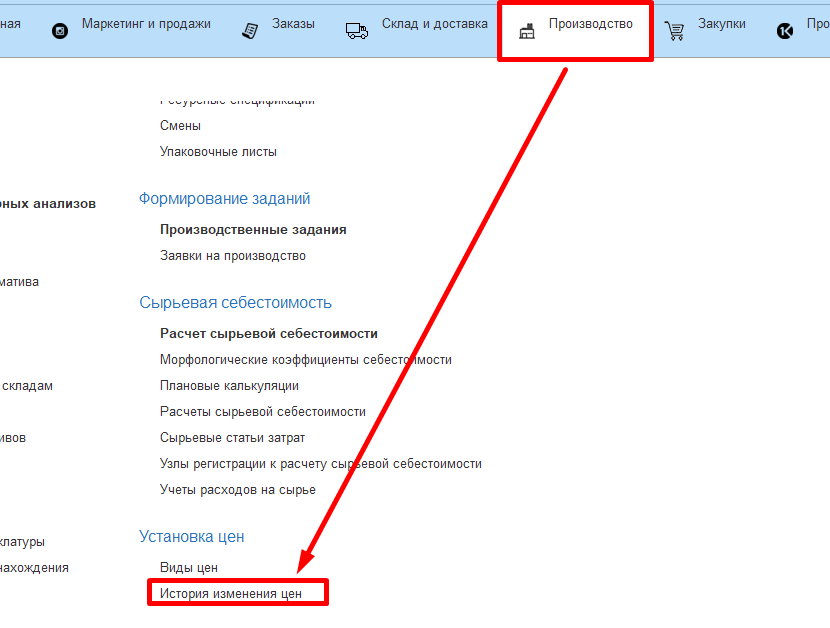 ная
Маркетинг и продажи
Заказы
Склад и доставка
Производство
Закупки
Про
Ресурсные спецификации
Смены
Упаковочные листы
рных анализов
Формирование заданий
Производственные задания
Заявки на производство
матива
Сырьевая себестоимость
Расчет сырьевой себестоимости
Морфологические коэффициенты себестоимости
складам
Плановые калькуляции
Расчеты сырьевой себестоимости
ивов
Сырьевые статьи затрат
Узлы регистрации к расчету сырьевой себестоимости
Учеты расходов на сырье
Установка цен
клатуры
нахождения
Виды цен
История изменения цен